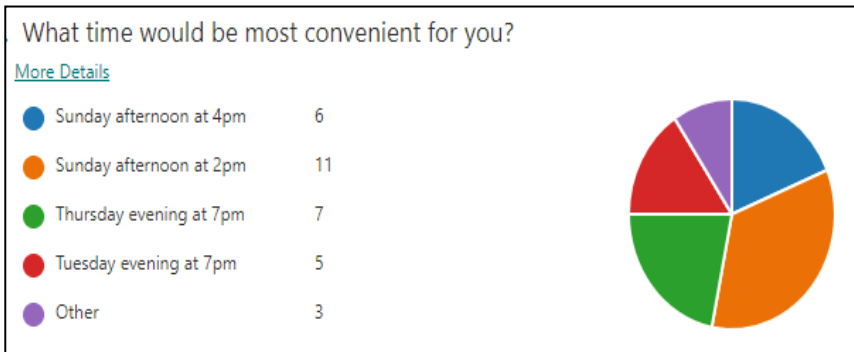 What time would be most convenient for you?
More Details
Sunday afternoon at 4pm 6
Sunday afternoon at 2pm 11
Thursday evening at 7pm 7
Tuesday evening at 7pm 5
Other 3